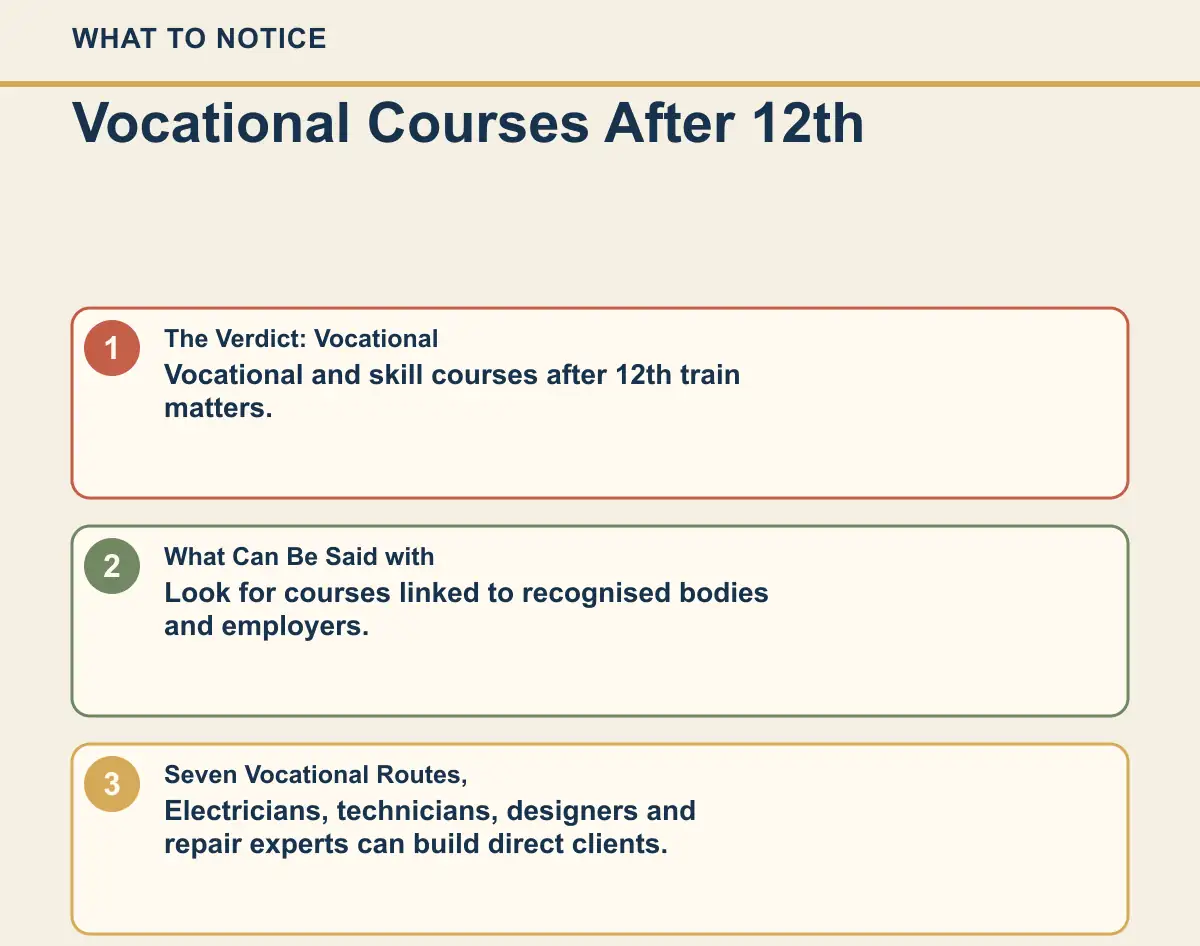 WHAT TO NOTICE
Vocational Courses After 12th
1
The Verdict: Vocational
Vocational and skill courses after 12th train
matters.
2
What Can Be Said with
Look for courses linked to recognised bodies
and employers.
3
Seven Vocational Routes,
Electricians, technicians, designers and
repair experts can build direct clients.